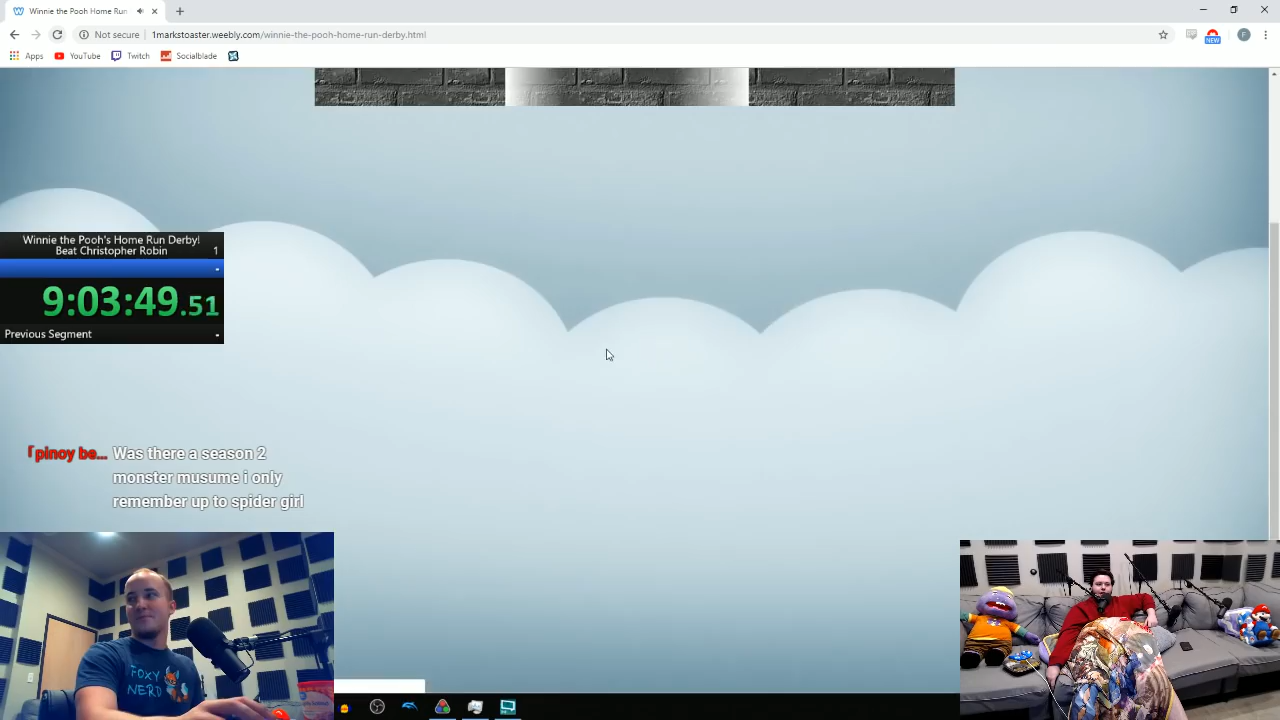 Winnie the Pooh Home Run
Not secure | 1markstoaster.weebly.com/winnie-the-pooh-home-run-derby.html
Apps YouTube Twitch Socialblade
NEW
F
Winnie the Pooh's Home Run Derby!
Beat Christopher Robin 1
-
9:03:49.51
Previous Segment -
「pinoy be... Was there a season 2
monster musume i only
remember up to spider girl
FOXY
NERD